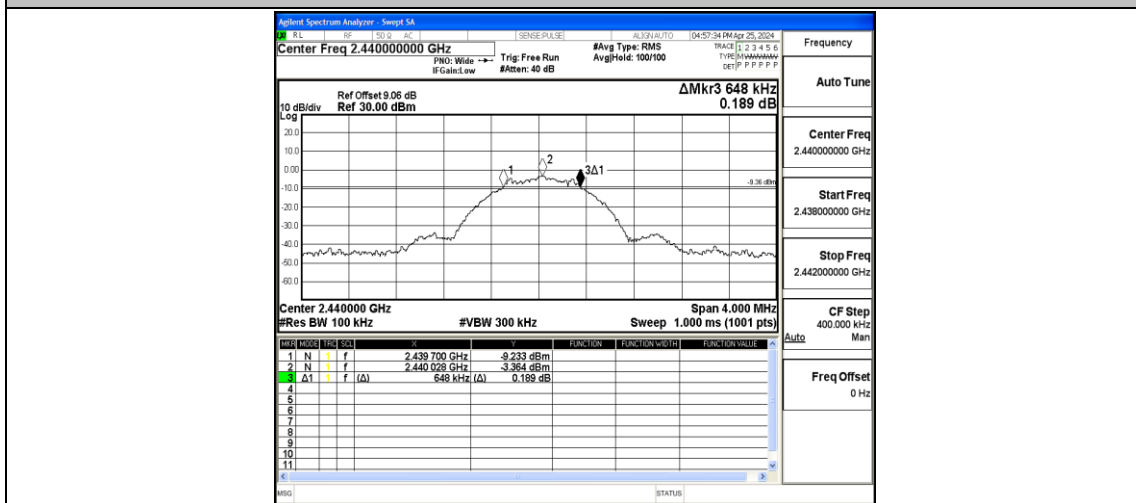 Agilent Spectrum Analyzer - Swept SA
RL RF 50 Ω AC SENSE:PULSE ALIGN AUTO 04:57:34 PM Apr 25, 2024
Center Freq 2.440000000 GHz
PNO: Wide
IFGain:Low
Trig: Free Run
#Atten: 40 dB
#Avg Type: RMS
Avg|Hold: 100/100
TRACE 1 2 3 4 5 6
TYPE M
DET P P P P P P
Frequency
Auto Tune
Center Freq
2.440000000 GHz
Start Freq
2.438000000 GHz
Stop Freq
2.442000000 GHz
CF Step
400.000 kHz
Auto Man
Freq Offset
0 Hz
Ref Offset 9.06 dB
10 dB/div Ref 30.00 dBm
Log
ΔMkr3 648 kHz
0.189 dB
20.0
10.0
0.00
-10.0
-20.0
-30.0
-40.0
-50.0
-60.0
1
2
3Δ1
-9.36 dBm
Center 2.440000 GHz Span 4.000 MHz
#Res BW 100 kHz #VBW 300 kHz Sweep 1.000 ms (1001 pts)
MKR MODE TRC SCL X Y FUNCTION FUNCTION WIDTH FUNCTION VALUE
1 N 1 f 2.439 700 GHz -9.233 dBm
2 N 1 f 2.440 028 GHz -3.364 dBm
3 Δ1 1 f (Δ) 648 kHz (Δ) 0.189 dB
4
5
6
7
8
9
10
11
MSG STATUS